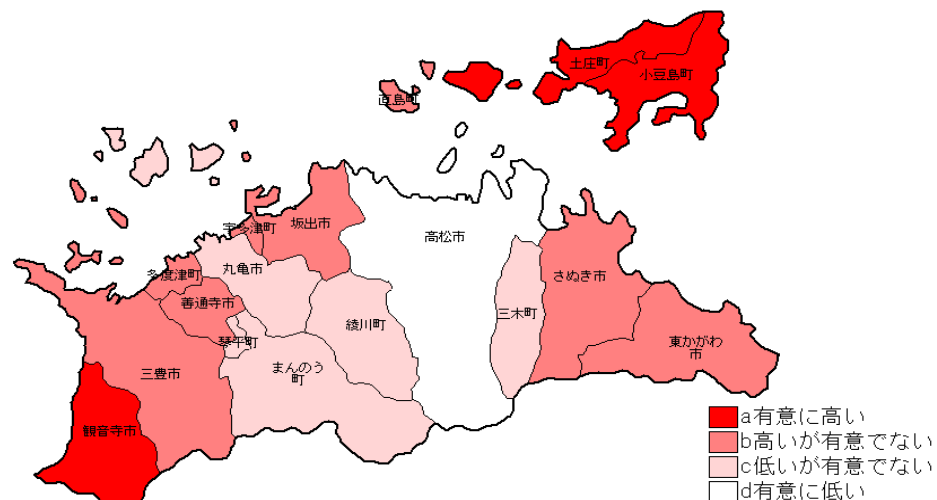 土庄町
小豆島町
直島町
宇多津町
坂出市
高松市
多度津町
丸亀市
さぬき市
善通寺市
綾川町
三木町
琴平町
東かがわ
市
三豊市
まんのう
町
観音寺市
a有意に高い
b高いが有意でない
c低いが有意でない
d有意に低い